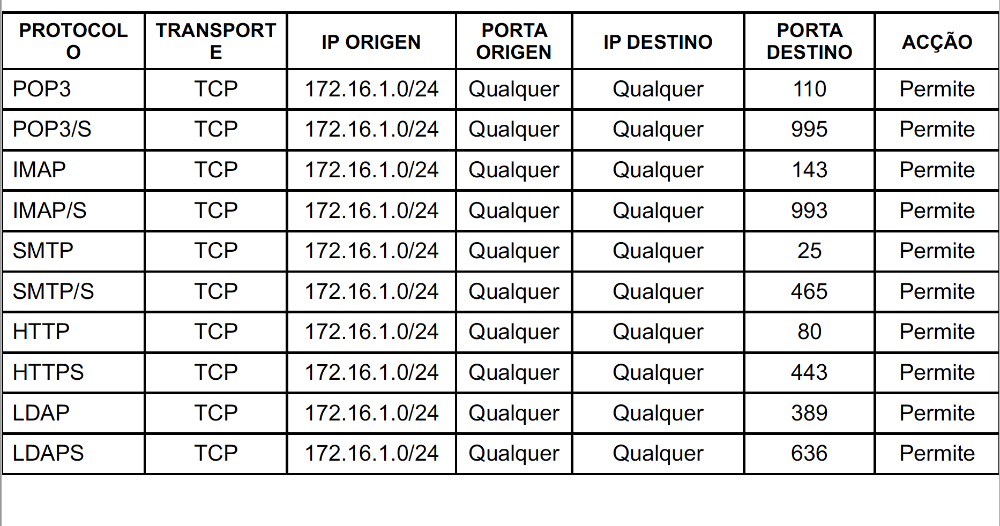 PROTOCOL
O
TRANSPORT
E
IP ORIGEN
PORTA
ORIGEN
IP DESTINO
PORTA
DESTINO
ACÇÃO
POP3 TCP 172.16.1.0/24 Qualquer Qualquer 110 Permite
POP3/S TCP 172.16.1.0/24 Qualquer Qualquer 995 Permite
IMAP TCP 172.16.1.0/24 Qualquer Qualquer 143 Permite
IMAP/S TCP 172.16.1.0/24 Qualquer Qualquer 993 Permite
SMTP TCP 172.16.1.0/24 Qualquer Qualquer 25 Permite
SMTP/S TCP 172.16.1.0/24 Qualquer Qualquer 465 Permite
HTTP TCP 172.16.1.0/24 Qualquer Qualquer 80 Permite
HTTPS TCP 172.16.1.0/24 Qualquer Qualquer 443 Permite
LDAP TCP 172.16.1.0/24 Qualquer Qualquer 389 Permite
LDAPS TCP 172.16.1.0/24 Qualquer Qualquer 636 Permite